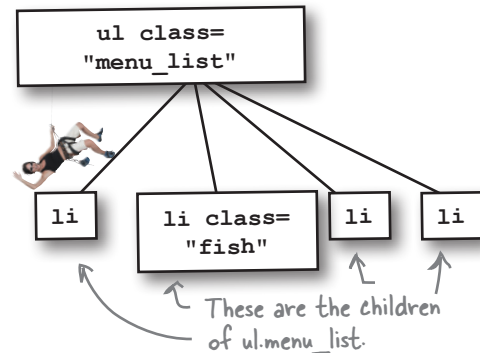 ul class=
"menu_list"
li
li class=
"fish"
li
li
These are the children
of ul.menu_list.